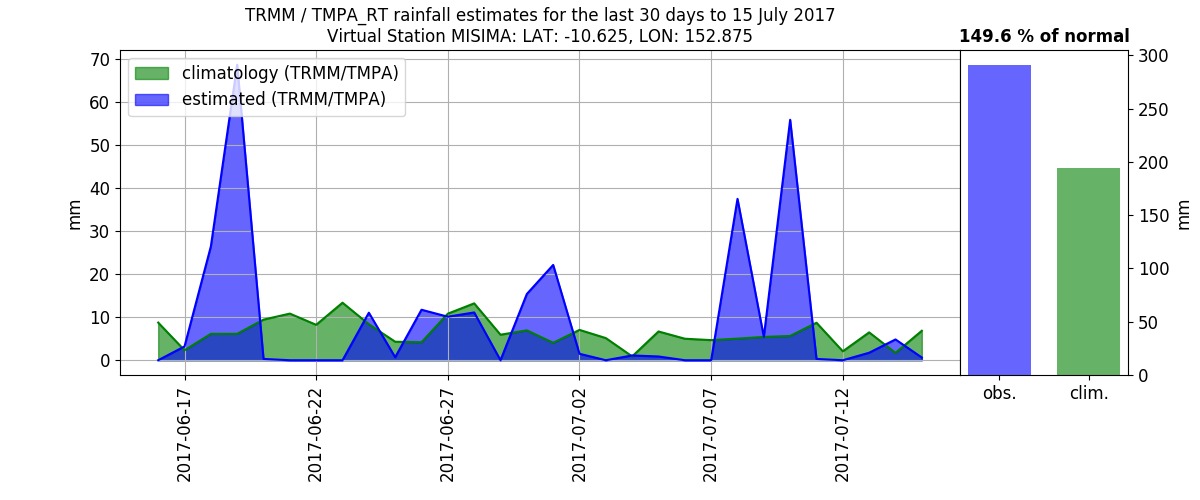 TRMM / TMPA_RT rainfall estimates for the last 30 days to 15 July 2017
Virtual Station MISIMA: LAT: -10.625, LON: 152.875
149.6 % of normal
climatology (TRMM/TMPA)
estimated (TRMM/TMPA)
mm
70
60
50
40
30
20
10
0
2017-06-17
2017-06-22
2017-06-27
2017-07-02
2017-07-07
2017-07-12
300
250
200
150
100
50
0
mm
obs.
clim.